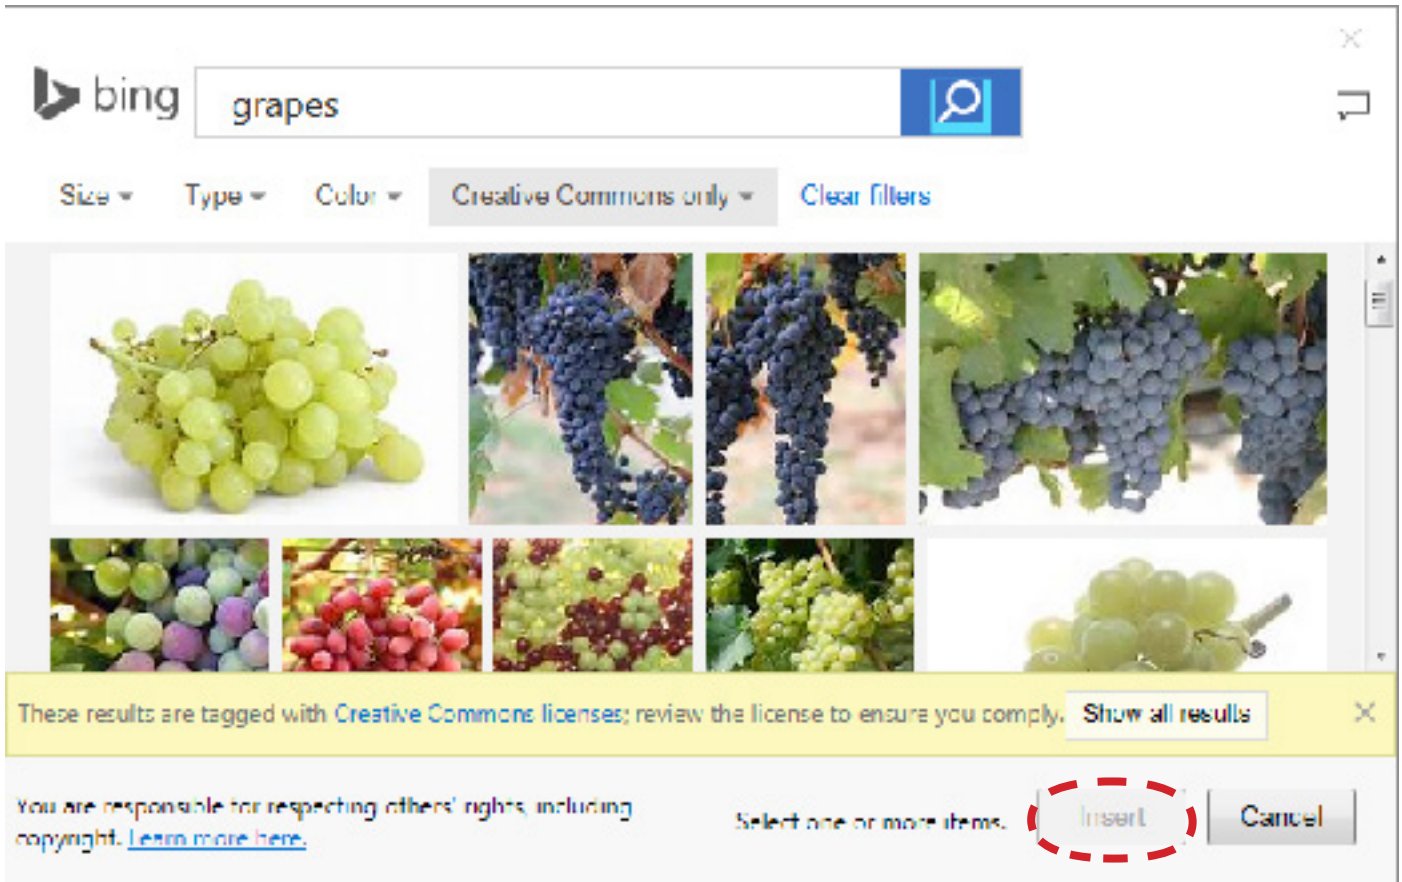 bing
grapes
Size Type Color Creative Commons only Clear filters
These results are tagged with Creative Commons licenses; review the license to ensure you comply. Show all results
You are responsible for respecting others' rights, including
copyright. Learn more here.
Select one or more items. Insert Cancel